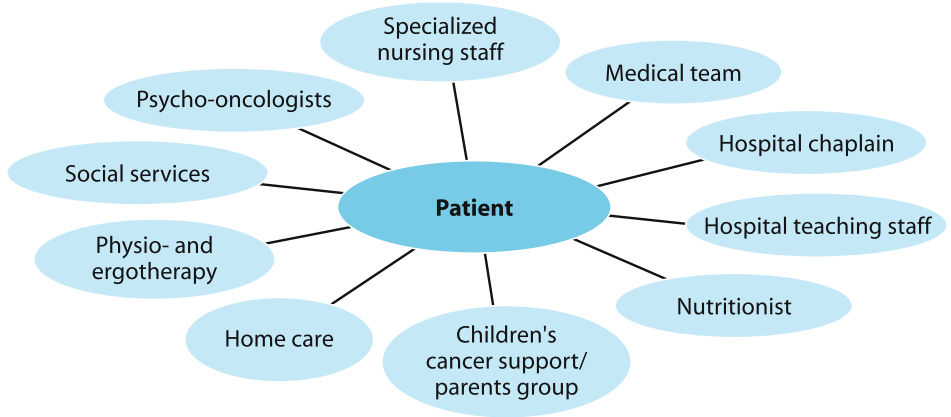 Specialized
nursing staff
Medical team
Psycho-oncologists
Hospital chaplain
Social services
Patient
Hospital teaching staff
Physio- and
ergotherapy
Nutritionist
Home care
Children's
cancer support/
parents group